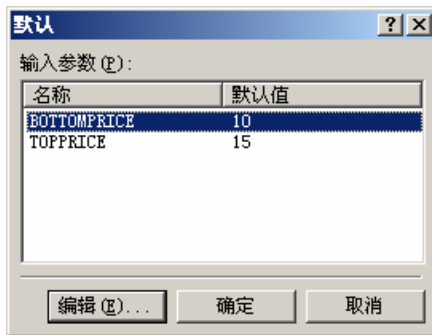 默认
输入参数(P):
名称 默认值
BOTTOMPRICE 10
TOPPRICE 15
编辑(E)... 确定 取消